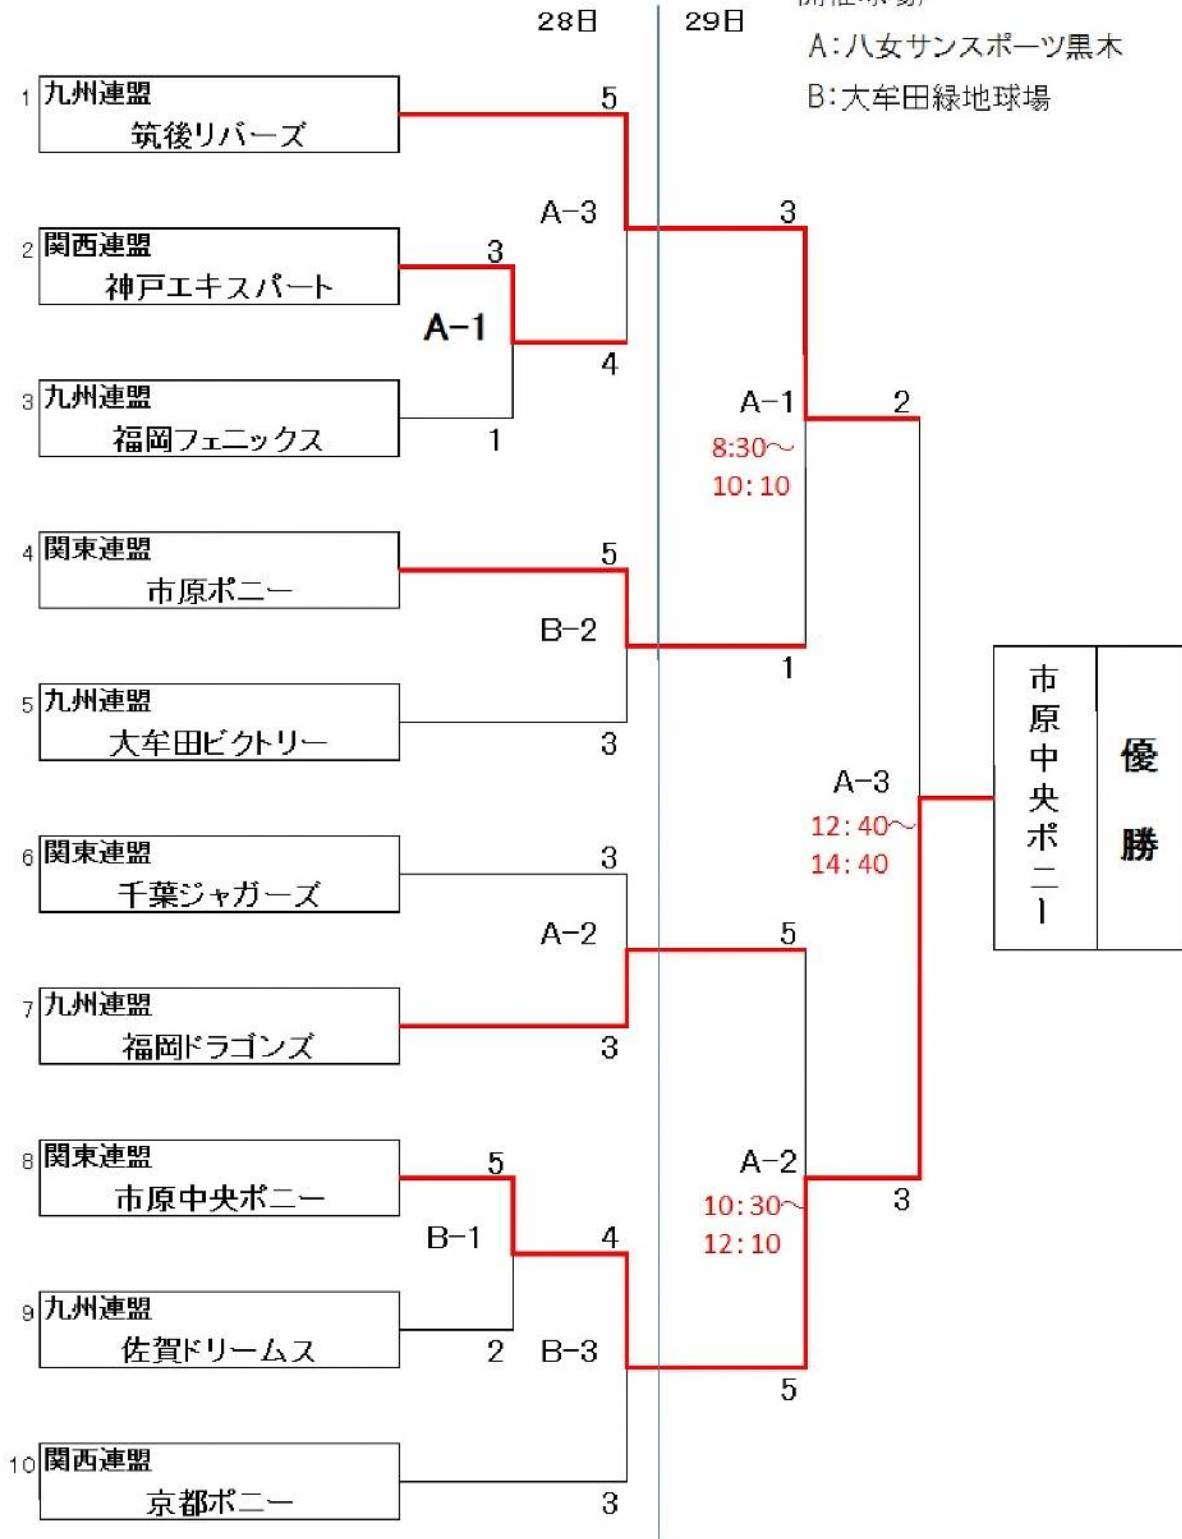 28日
29日
A:八女サンスポーツ黒木
B:大牟田緑地球場
1
九州連盟
筑後リバーズ
5
A-3
3
2
関西連盟
神戸エキスパート
3
A-1
4
3
九州連盟
福岡フェニックス
1
A-1
8:30～
10:10
2
4
関東連盟
市原ポニー
5
B-2
1
5
九州連盟
大牟田ビクトリー
3
市原中央ポニー
優勝
A-3
12:40～
14:40
6
関東連盟
千葉ジャガーズ
3
A-2
5
7
九州連盟
福岡ドラゴンズ
3
8
関東連盟
市原中央ポニー
5
B-1
4
A-2
10:30～
12:10
3
9
九州連盟
佐賀ドリームス
2
B-3
5
10
関西連盟
京都ポニー
3